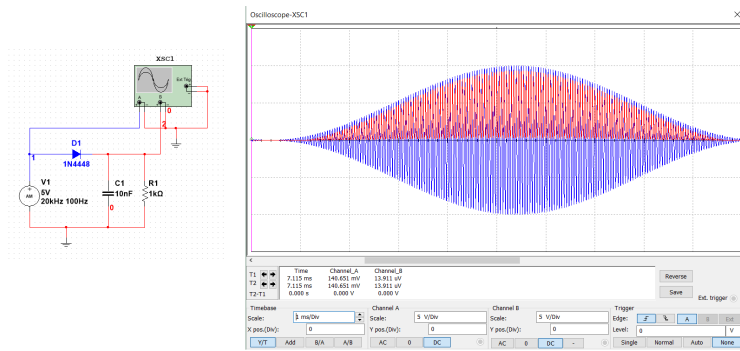 Oscilloscope-XSC1
XSC1
Ext Trig
A
B
0
2
D1
1
1N4448
V1
5V
20kHz 100Hz
AM
C1
10nF
0
R1
1kΩ
Time Channel_A Channel_B
T1 7.115 ms 140.651 mV 13.911 uV
T2 7.115 ms 140.651 mV 13.911 uV
T2-T1 0.000 s 0.000 V 0.000 V
Reverse
Save
Ext. trigger
Timebase Channel A Channel B Trigger
Scale: 1 ms/Div Scale: 5 V/Div Scale: 5 V/Div Edge: A B Ext
X pos.(Div): 0 Y pos.(Div): 0 Y pos.(Div): 0 Level: 0 V
Y/T Add B/A A/B AC 0 DC AC 0 DC - Single Normal Auto None